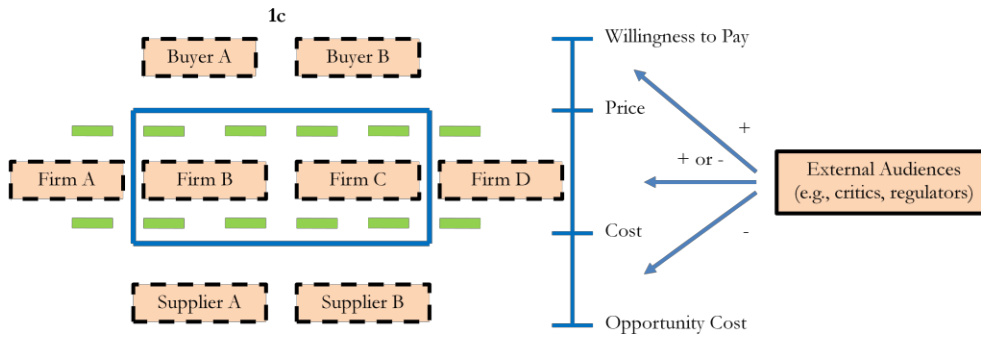 1c
Buyer A
Buyer B
Willingness to Pay
Price
+
+ or -
Firm A
Firm B
Firm C
Firm D
External Audiences
(e.g., critics, regulators)
Cost
-
Supplier A
Supplier B
Opportunity Cost